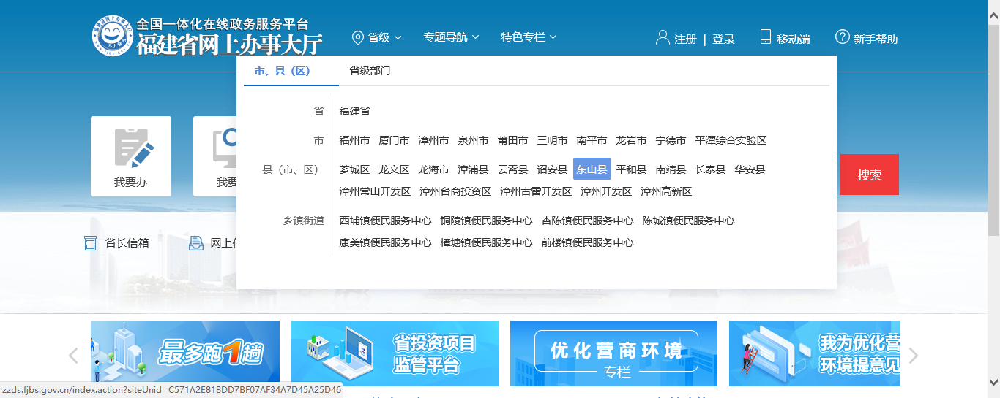 全国一体化在线政务服务平台
福建省网上办事大厅
省级 专题导航 特色专栏 注册 | 登录 移动端 新手帮助
市、县（区） 省级部门
省 福建省
市 福州市 厦门市 漳州市 泉州市 莆田市 三明市 南平市 龙岩市 宁德市 平潭综合实验区
县（市、区） 芗城区 龙文区 龙海市 漳浦县 云霄县 诏安县 东山县 平和县 南靖县 长泰县 华安县
漳州常山开发区 漳州台商投资区 漳州古雷开发区 漳州开发区 漳州高新区
乡镇街道 西埔镇便民服务中心 铜陵镇便民服务中心 杏陈镇便民服务中心 陈城镇便民服务中心
康美镇便民服务中心 樟塘镇便民服务中心 前楼镇便民服务中心
我要办 我要
搜索
省长信箱 网上
最多跑1趟
省投资项目
监管平台
优化营商环境
专栏
我为优化营
环境提意见
zzds.fjbs.gov.cn/index.action?siteUnid=C571A2E818DD7BF07AF34A7D45A25D46